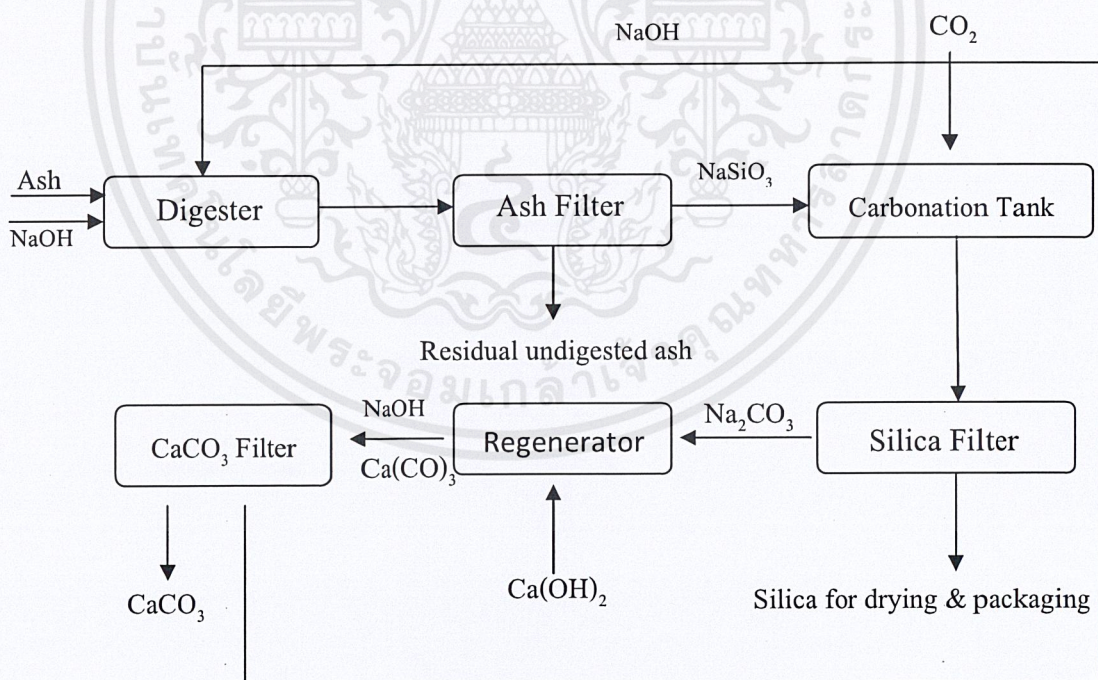 NaOH
CO₂
Ash
NaOH
Digester
Ash Filter
NaSiO₃
Carbonation Tank
Residual undigested ash
CaCO₃ Filter
NaOH
Ca(CO)₃
Regenerator
Na₂CO₃
Silica Filter
CaCO₃
Ca(OH)₂
Silica for drying & packaging